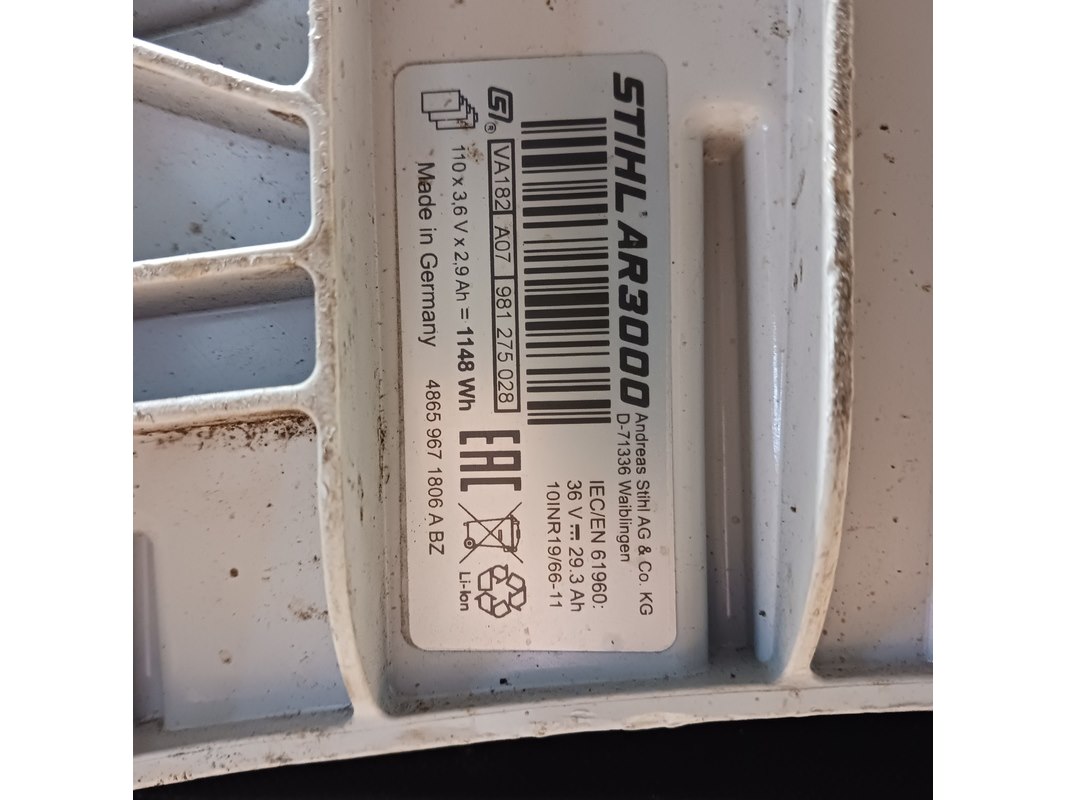 STIHL AR3000
Andreas Stihl AG & Co. KG
D-71336 Waiblingen
IEC/EN 61960:
36 V 29.3 Ah
10INR19/66-11
VA182 A07 981 275 028
EAC
110 x 3,6 V x 2,9 Ah = 1148 Wh
Li-Ion
Made in Germany
4865 967 1806 A BZ